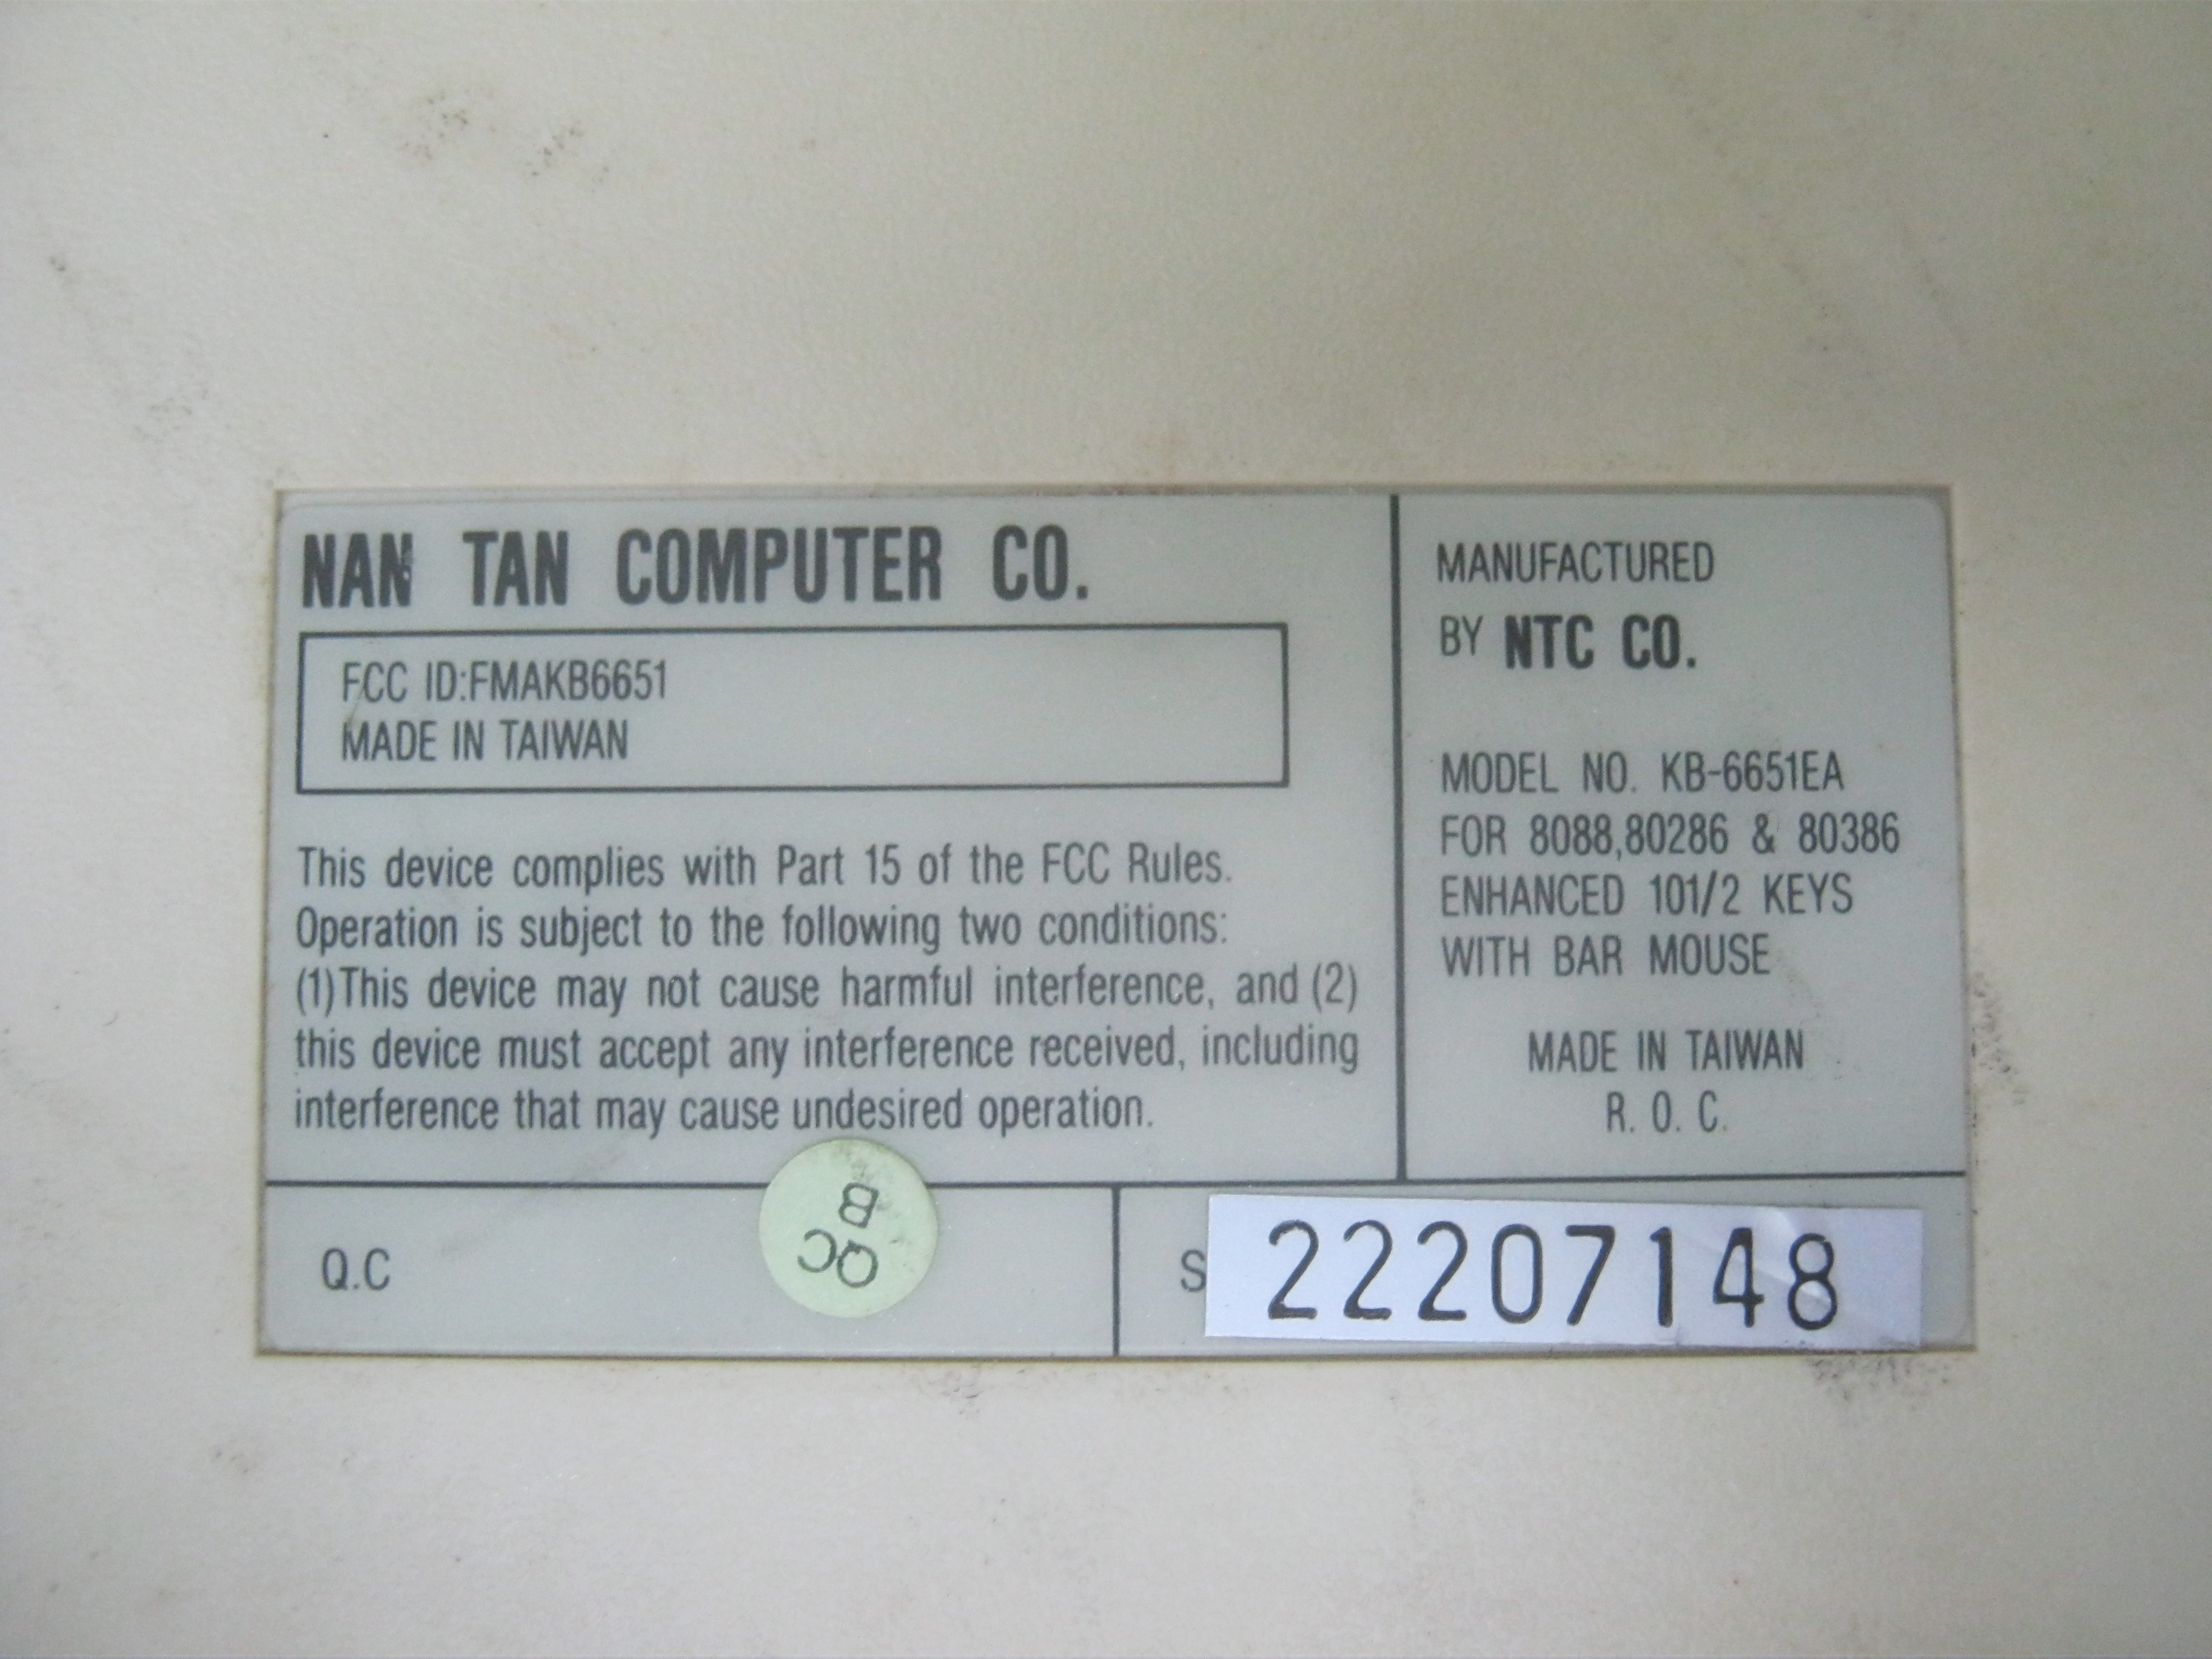 NAN TAN COMPUTER CO.
FCC ID:FMAKB6651
MADE IN TAIWAN
This device complies with Part 15 of the FCC Rules.
Operation is subject to the following two conditions:
(1)This device may not cause harmful interference, and (2)
this device must accept any interference received, including
interference that may cause undesired operation.
MANUFACTURED
BY NTC CO.
MODEL NO. KB-6651EA
FOR 8088,80286 & 80386
ENHANCED 101/2 KEYS
WITH BAR MOUSE
MADE IN TAIWAN
R. O. C.
Q.C
S
22207148